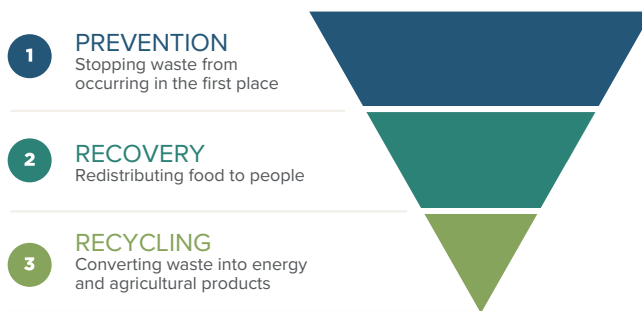 1
PREVENTION
Stopping waste from
occurring in the first place
2
RECOVERY
Redistributing food to people
3
RECYCLING
Converting waste into energy
and agricultural products